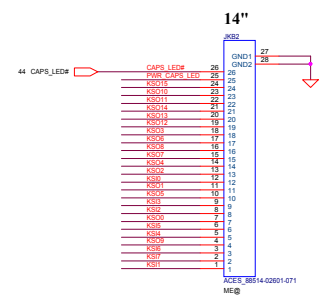 14"
JKB2
GND1 27
GND2 28
44 CAPS_LED# CAPS_LED# 26 26
PWR_CAPS_LED 25 25
KSO15 24 24
KSO10 23 23
KSO11 22 22
KSO14 21 21
KSO13 20 20
KSO12 19 19
KSO3 18 18
KSO6 17 17
KSO8 16 16
KSO7 15 15
KSO4 14 14
KSO2 13 13
KSI0 12 12
KSO1 11 11
KSO5 10 10
KSI3 9 9
KSI2 8 8
KSO0 7 7
KSI5 6 6
KSI4 5 5
KSO9 4 4
KSI6 3 3
KSI7 2 2
KSI1 1 1
ACES_88514-02601-071
ME@